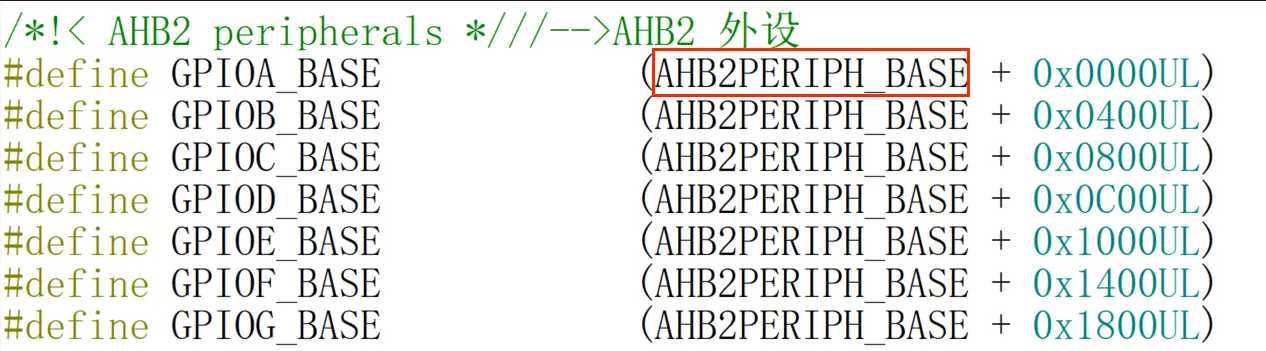 /*!< AHB2 peripherals *///-->AHB2 外设
#define GPIOA_BASE (AHB2PERIPH_BASE + 0x0000UL)
#define GPIOB_BASE (AHB2PERIPH_BASE + 0x0400UL)
#define GPIOC_BASE (AHB2PERIPH_BASE + 0x0800UL)
#define GPIOD_BASE (AHB2PERIPH_BASE + 0x0C00UL)
#define GPIOE_BASE (AHB2PERIPH_BASE + 0x1000UL)
#define GPIOF_BASE (AHB2PERIPH_BASE + 0x1400UL)
#define GPIOG_BASE (AHB2PERIPH_BASE + 0x1800UL)